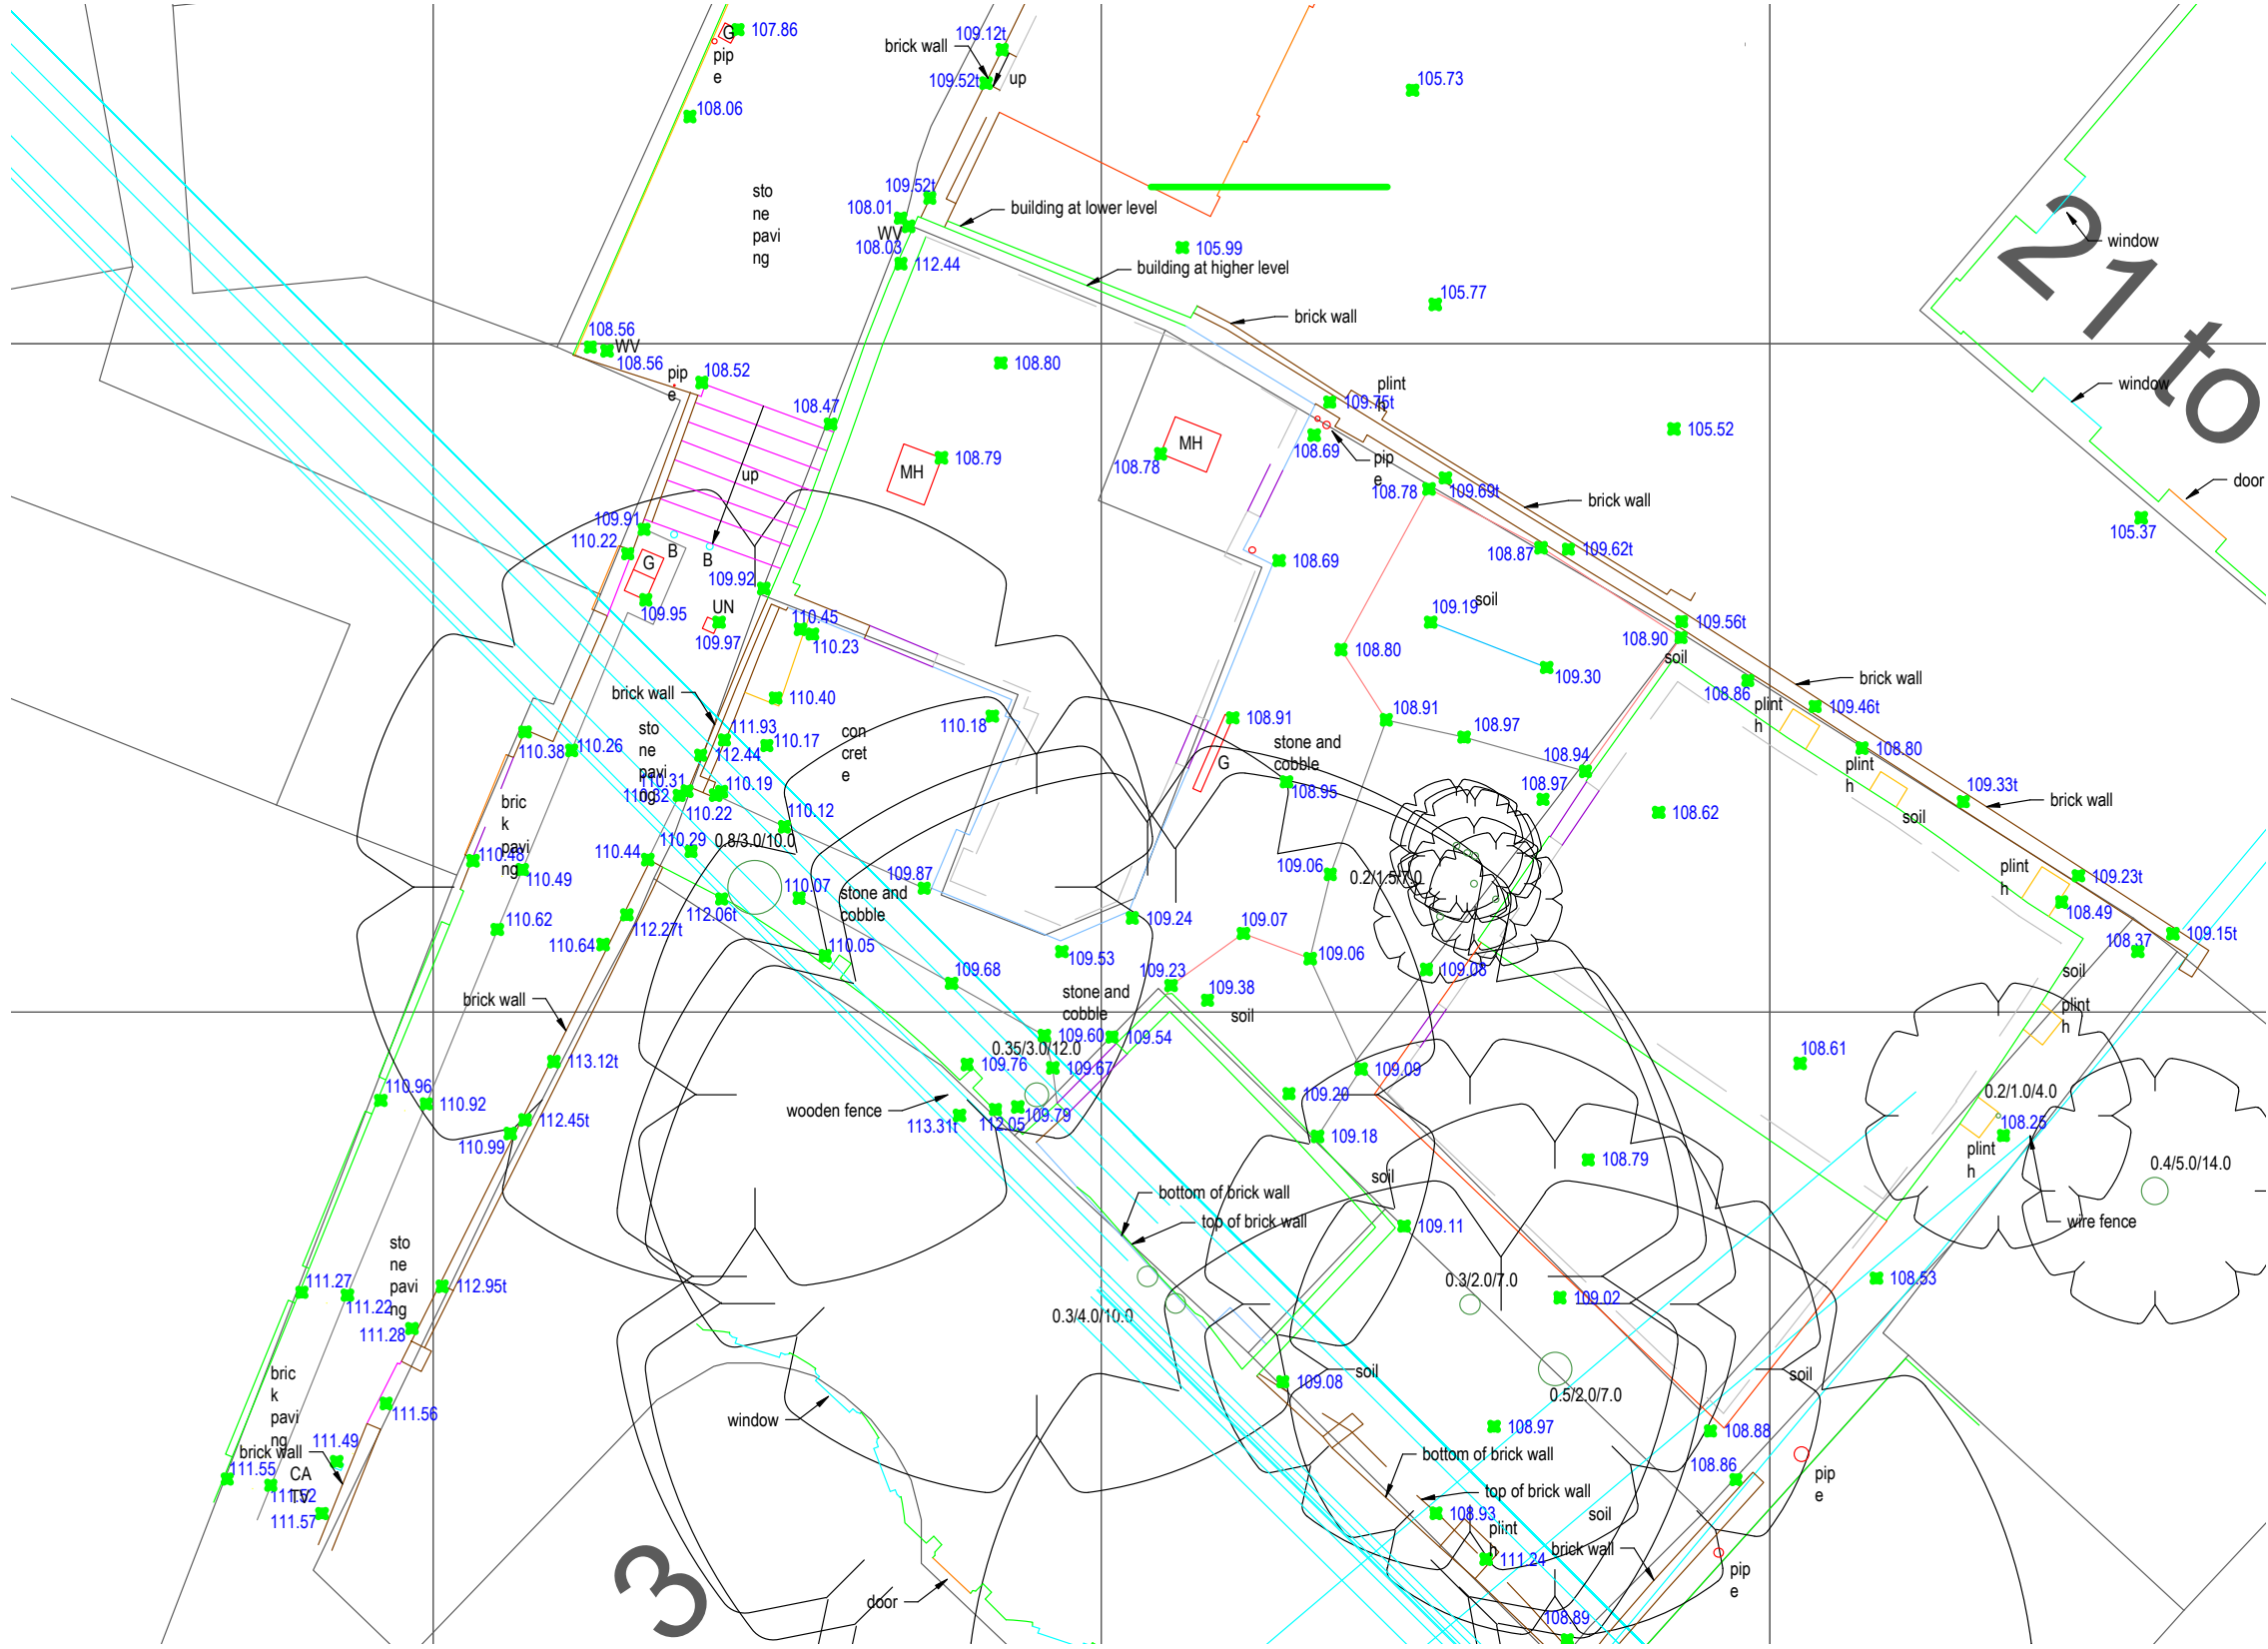 G
107.86
pip
e
108.06
109.12t
brick wall
109.52t
up
105.73
sto
ne
pavi
ng
109.52t
108.01
WV
108.03
112.44
building at lower level
105.99
building at higher level
105.77
brick wall
21 to
window
window
door
105.37
108.56
WV
108.56
pip
e
108.52
108.80
108.47
plint
h
109.75t
108.69
105.52
MH
108.79
MH
108.78
pip
e
108.78
109.69t
brick wall
up
109.91
110.22
B
B
G
109.95
109.92
UN
109.97
108.69
108.87
109.62t
109.19
soil
110.45
110.23
109.56t
108.90
soil
108.80
109.30
brick wall
108.86
plint
h
109.46t
brick wall
110.40
110.18
108.91
108.91
108.97
sto
ne
pavi
ng
111.93
112.44
110.17
con
cret
e
stone and
cobble
G
108.95
108.94
108.97
108.80
plint
h
109.33t
brick wall
soil
108.62
110.38
110.26
110.31
110.32
110.19
110.22
110.12
bric
k
pavi
ng
110.48
110.49
110.29
110.44
0.8/3.0/10.0
109.87
110.07
stone and
cobble
109.06
0.2/1.5/7.0
plint
h
109.23t
108.49
109.15t
108.37
110.62
112.27t
112.06t
110.64
110.05
109.24
109.53
109.07
109.06
109.08
soil
plint
h
brick wall
109.68
109.23
109.38
soil
stone and
cobble
109.60
109.54
0.35/3.0/12.0
113.12t
109.76
109.67
109.09
108.61
110.96
110.92
112.45t
110.99
wooden fence
113.31t
112.05
109.79
109.20
109.18
0.2/1.0/4.0
108.25
plint
h
108.79
0.4/5.0/14.0
soil
bottom of brick wall
top of brick wall
109.11
wire fence
sto
ne
pavi
ng
111.27
111.22
112.95t
111.28
0.3/2.0/7.0
109.02
108.53
0.3/4.0/10.0
bric
k
pavi
ng
111.56
109.08
soil
soil
0.5/2.0/7.0
window
brick wall
111.49
111.55
CA
TV
111.52
111.57
108.97
108.88
bottom of brick wall
108.86
pip
e
top of brick wall
108.93
soil
plint
h
111.24
brick wall
pip
e
3
door
108.89